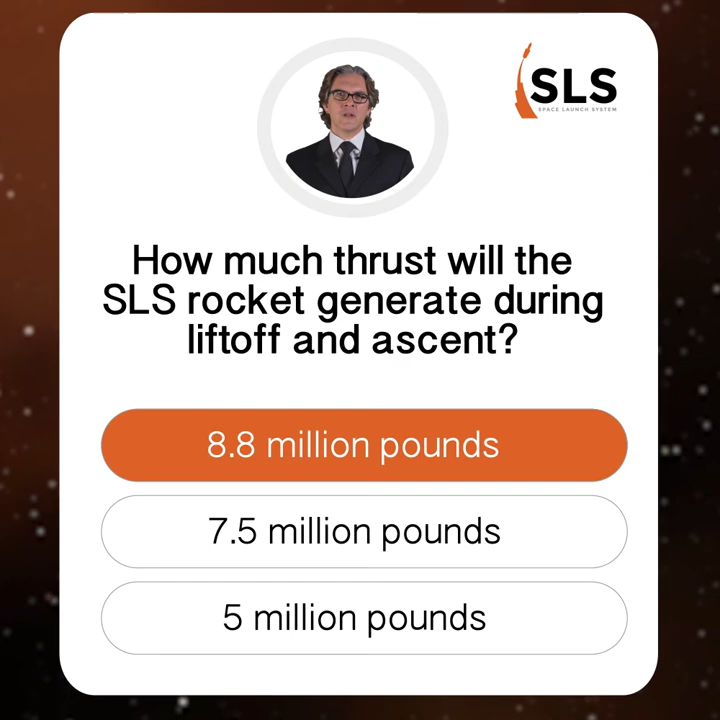 SLS
SPACE LAUNCH SYSTEM
How much thrust will the
SLS rocket generate during
liftoff and ascent?
8.8 million pounds
7.5 million pounds
5 million pounds